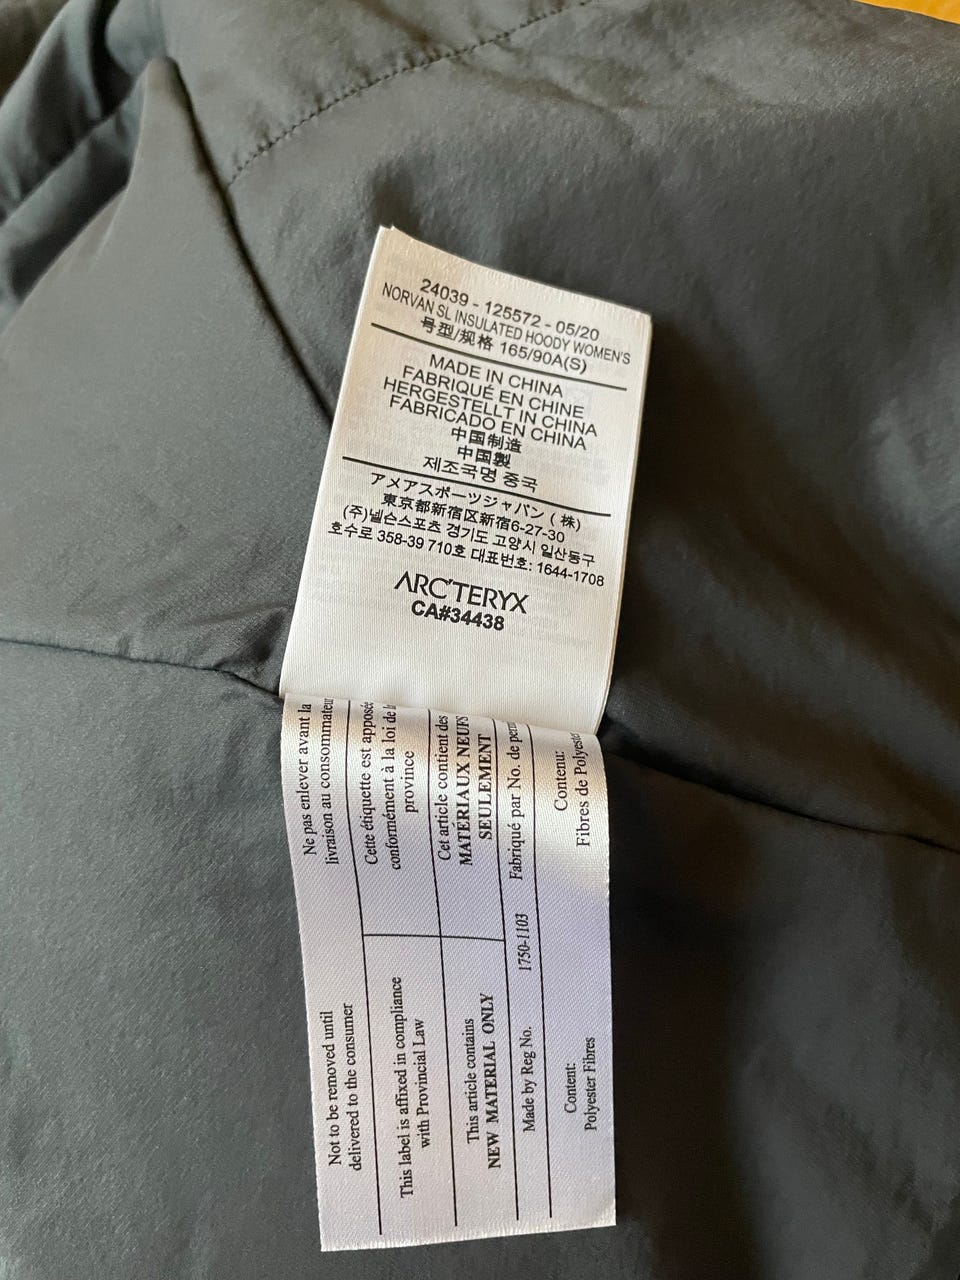 24039 - 125572 - 05/20
NORVAN SL INSULATED HOODY WOMEN'S
号型/规格 165/90A(S)
MADE IN CHINA
FABRIQUÉ EN CHINE
HERGESTELLT IN CHINA
FABRICADO EN CHINA
中国制造
中国製
제조국명 중국
アメアスポーツジャパン (株)
東京都新宿区新宿6-27-30
(주)넬슨스포츠 경기도 고양시 일산동구
호수로 358-39 710호 대표번호: 1644-1708
ARC'TERYX
CA#34438
Not to be removed until
delivered to the consumer
Ne pas enlever avant la
livraison au consommateur
This label is affixed in compliance
with Provincial Law
Cette étiquette est apposée
conformément à la loi de
province
This article contains
NEW MATERIAL ONLY
Cet article contient des
MATÉRIAUX NEUFS
SEULEMENT
Made by Reg No. 1750-1103 Fabriqué par No. de
Content:
Polyester Fibres
Contenu:
Fibres de Polyester